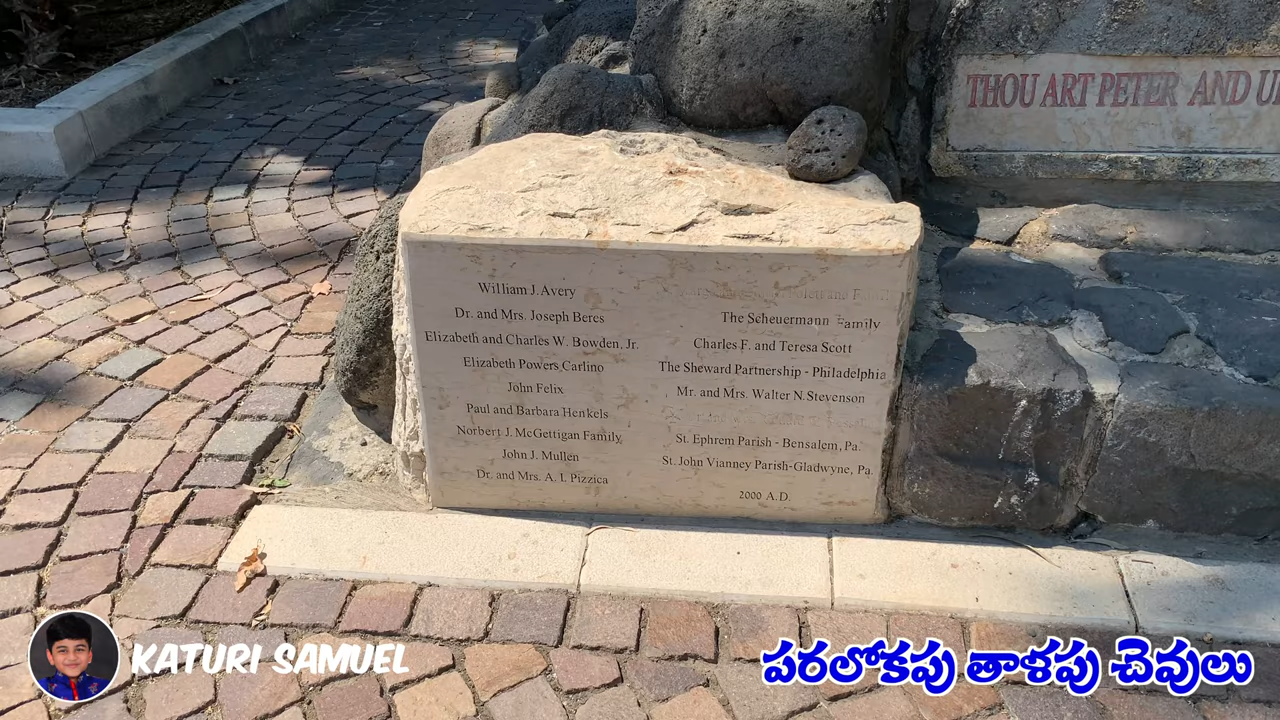 THOU ART PETER AND
William J. Avery
Dr. and Mrs. Joseph Beres
Elizabeth and Charles W. Bowden, Jr.
Elizabeth Powers Carlino
John Felix
Paul and Barbara Henkels
Norbert J. McGettigan Family
John J. Mullen
Dr. and Mrs. A. I. Pizzica
The Scheuermann Family
Charles F. and Teresa Scott
The Sheward Partnership - Philadelphia
Mr. and Mrs. Walter N. Stevenson
St. Ephrem Parish - Bensalem, Pa.
St. John Vianney Parish-Gladwyne, Pa.
2000 A.D.
KATURI SAMUEL
పరలోకపు తాళపు చెవులు